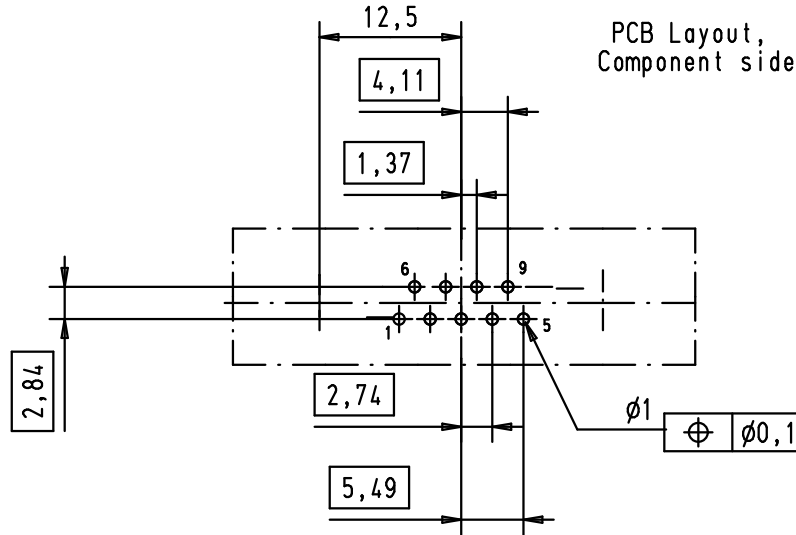 12,5
PCB Layout,
Component side
4,11
1,37
6
9
1
5
2,84
2,74
ø1
ø0,1
5,49